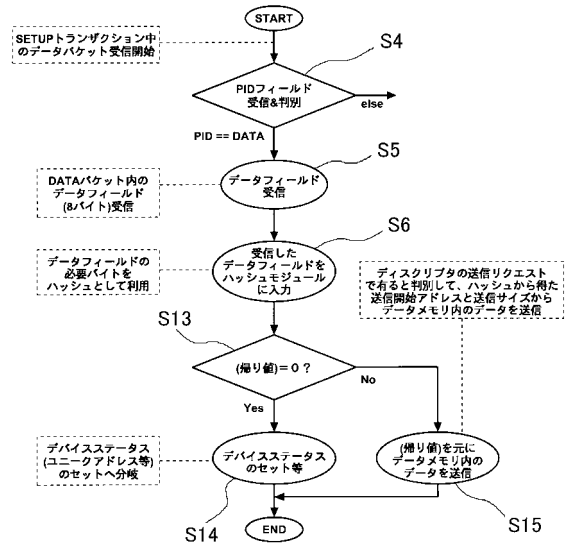 START
SETUPトランザクション中
のデータパケット受信開始
S4
PIDフィールド
受信&判別
else
PID == DATA
S5
DATAパケット内の
データフィールド
(8バイト)受信
データフィールド
受信
S6
データフィールドの
必要バイトを
ハッシュとして利用
受信した
データフィールドを
ハッシュモジュール
に入力
ディスクリプタの送信リクエスト
で有ると判別して、ハッシュから得た
送信開始アドレスと送信サイズから
データメモリ内のデータを送信
S13
(帰り値)=0?
No
Yes
デバイスステータス
(ユニークアドレス等)
のセットへ分岐
デバイスステータス
のセット等
(帰り値)を元に
データメモリ内の
データを送信
S14
S15
END